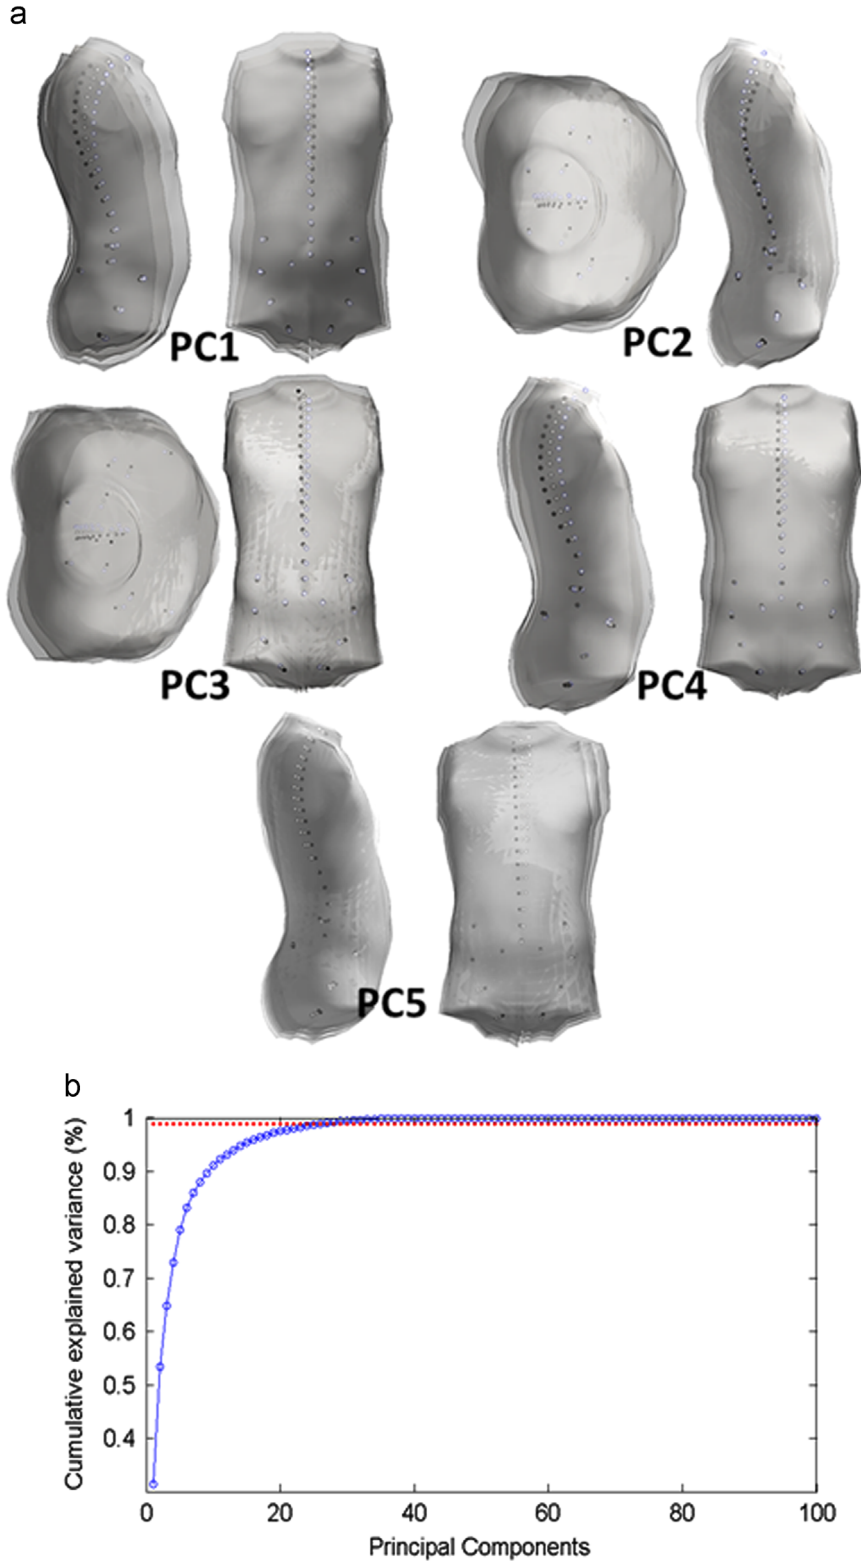 a
PC1
PC2
PC3
PC4
PC5
b
Cumulative explained variance (%)
1
0.9
0.8
0.7
0.6
0.5
0.4
0 20 40 60 80 100
Principal Components